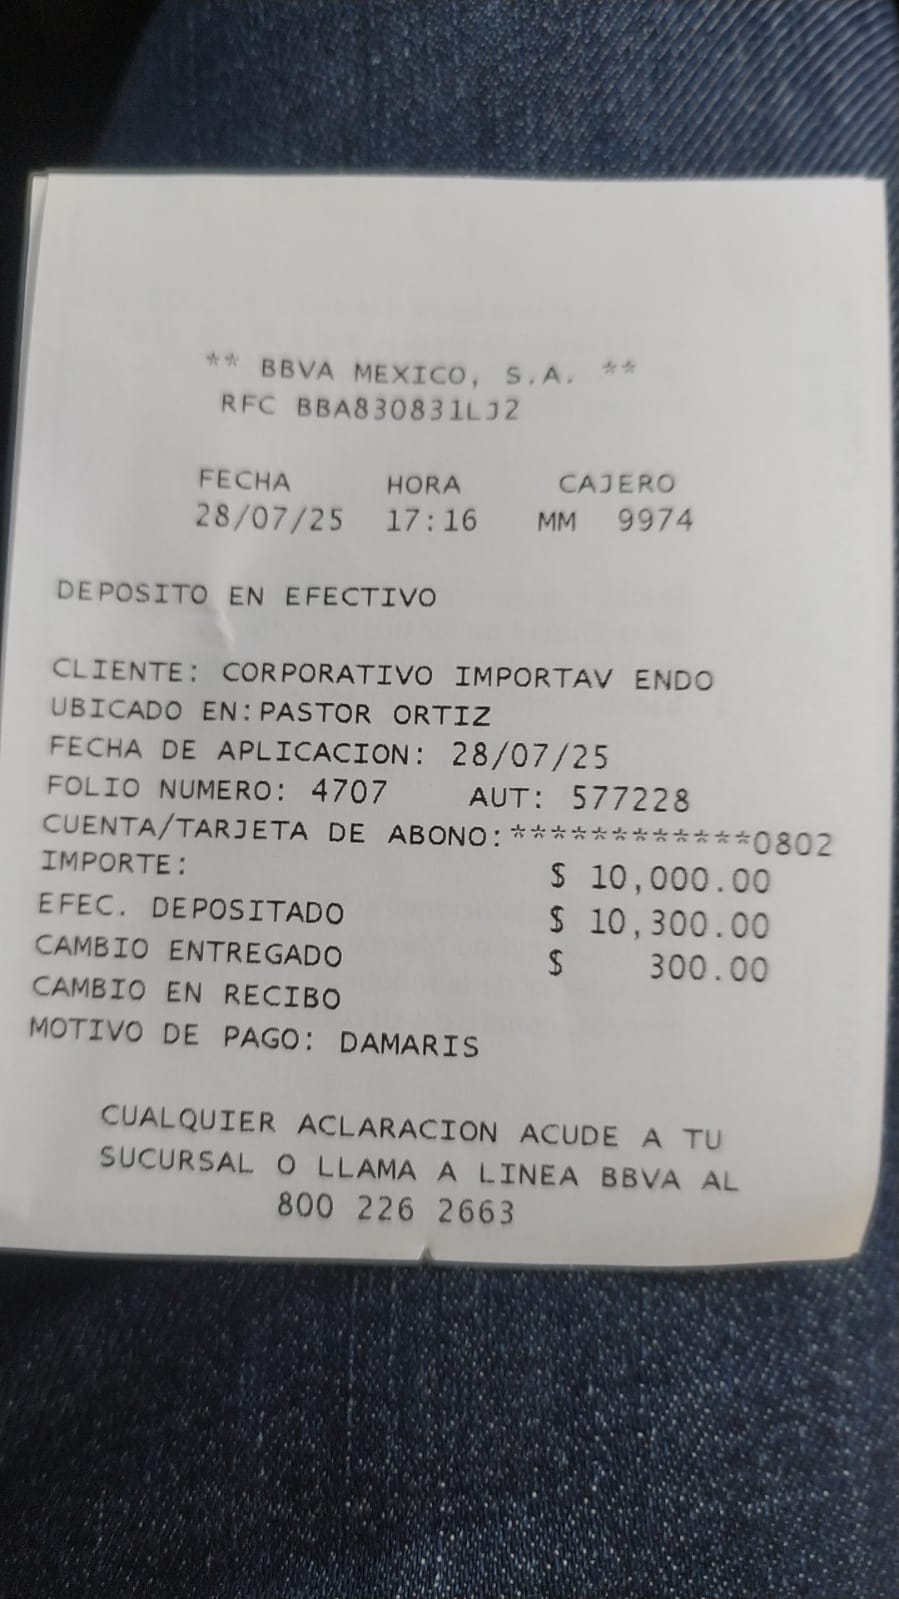 ** BBVA MEXICO, S.A. **
RFC BBA830831LJ2
FECHA HORA CAJERO
28/07/25 17:16 MM 9974
DEPOSITO EN EFECTIVO
CLIENTE: CORPORATIVO IMPORTAV ENDO
UBICADO EN:PASTOR ORTIZ
FECHA DE APLICACION: 28/07/25
FOLIO NUMERO: 4707 AUT: 577228
CUENTA/TARJETA DE ABONO:************0802
IMPORTE: $ 10,000.00
EFEC. DEPOSITADO $ 10,300.00
CAMBIO ENTREGADO $ 300.00
CAMBIO EN RECIBO
MOTIVO DE PAGO: DAMARIS
CUALQUIER ACLARACION ACUDE A TU
SUCURSAL O LLAMA A LINEA BBVA AL
800 226 2663